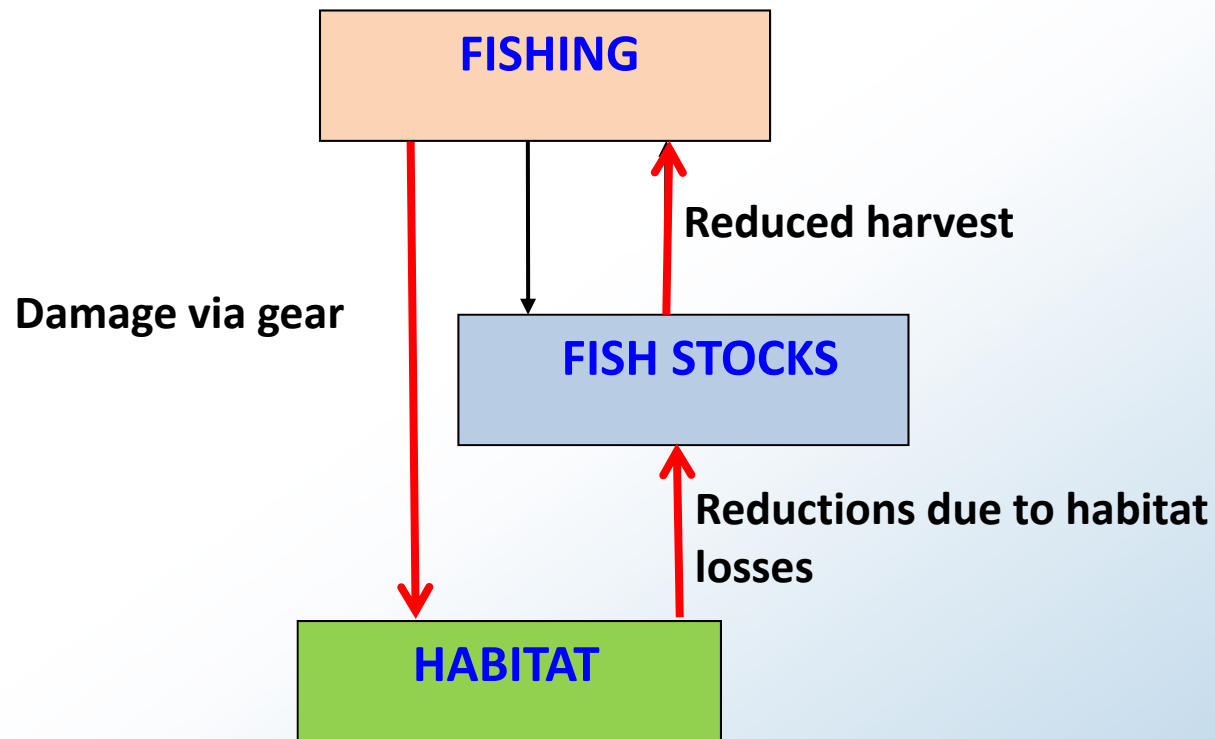 FISHING
Reduced harvest
Damage via gear
FISH STOCKS
Reductions due to habitat
losses
HABITAT